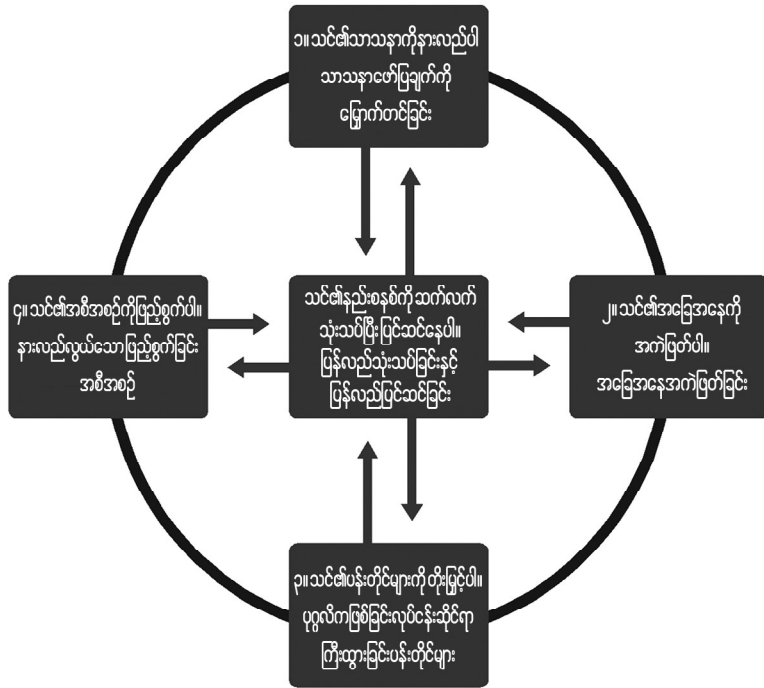 ၁။ သင်၏သာသနာကိုနားလည်ပါ
သာသနာဖော်ပြချက်ကို
မြှောက်တင်ခြင်း
၄။ သင်၏အစီအစဉ်ကိုဖြည့်စွက်ပါ။
နားလည်လွယ်သောဖြည့်စွက်ခြင်း
အစီအစဉ်
သင်၏နည်းစနစ်ကို ဆက်လက်
သုံးသပ်ပြီး ပြင်ဆင်နေပါ။
ပြန်လည်သုံးသပ်ခြင်းနှင့်
ပြန်လည်ပြင်ဆင်ခြင်း
၂။ သင်၏အခြေအနေကို
အကဲဖြတ်ပါ။
အခြေအနေအကဲဖြတ်ခြင်း
၃။ သင်၏ပန်းတိုင်များကို တိုးမြှင့်ပါ။
ပုဂ္ဂလိကဖြစ်ခြင်းလုပ်ငန်းဆိုင်ရာ
ကြီးထွားခြင်းပန်းတိုင်များ